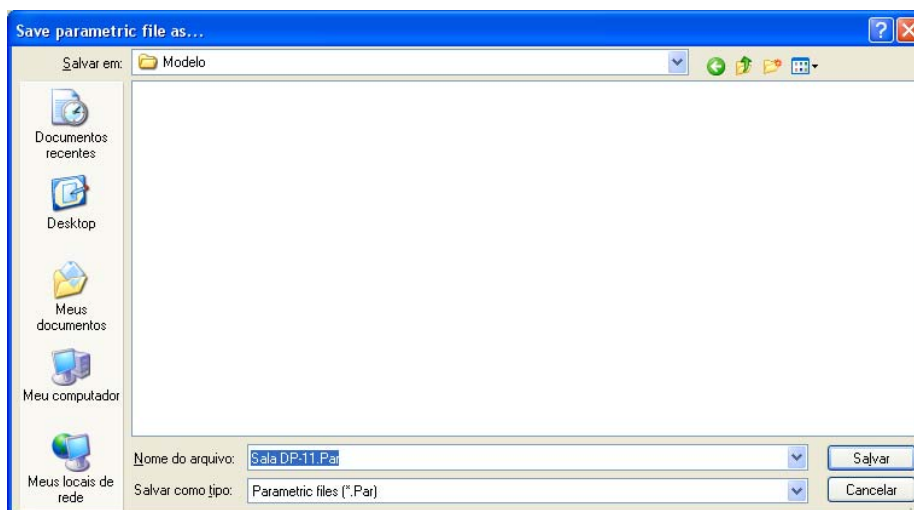 Save parametric file as...
Salvar em:
Modelo
Documentos
recentes
Desktop
Meus
documentos
Meu computador
Meus locais de
rede
Nome do arquivo:
Sala DP-11.Par
Salvar
Salvar como tipo:
Parametric files (*.Par)
Cancelar